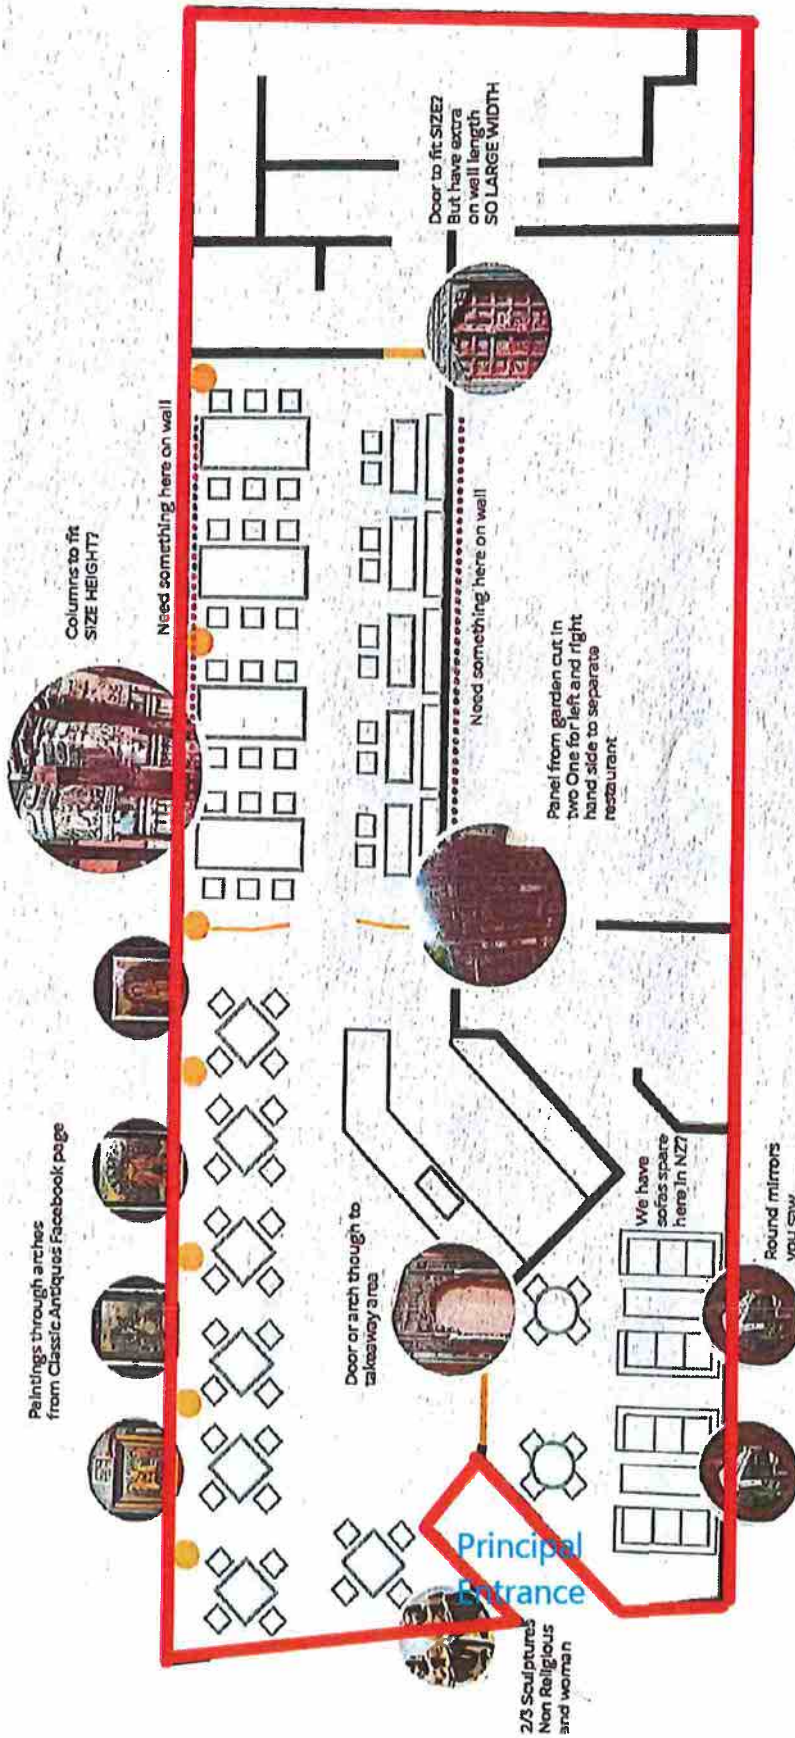 Paintings through arches
from Classic Antiques Facebook page
Columns to fit
SIZE HEIGHT?
Need something here on wall
Door to fit SIZE?
But have extra
on wall length
SO LARGE WIDTH
Need something here on wall
Panel from garden cut in
two One for left and right
hand side to separate
restaurant
Door or arch though to
takeaway area
We have
sofas spare
here in NZ?
Round mirrors
you saw
2/3 Sculptures
Non Religious
and woman
Principal
Entrance